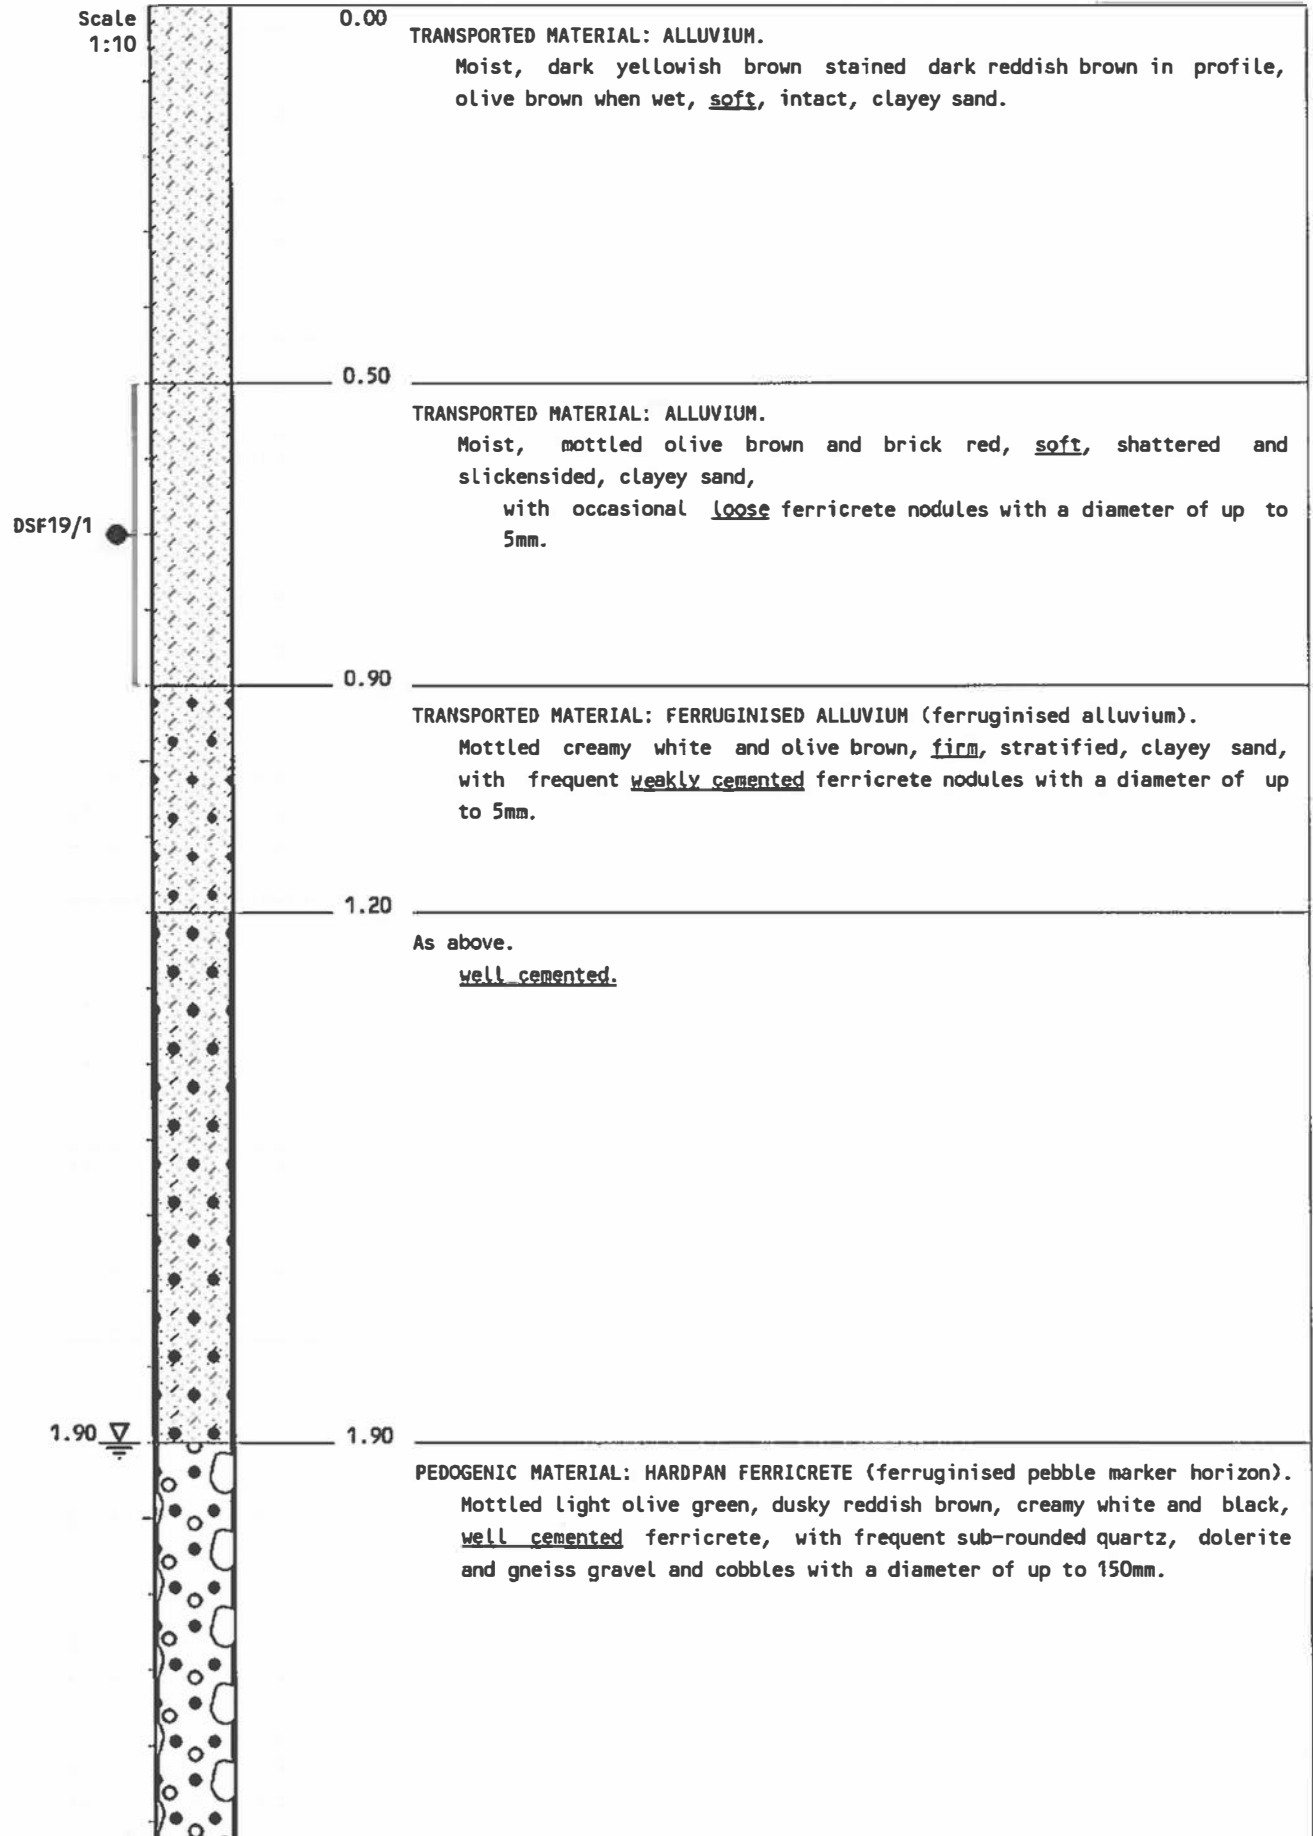 Scale
1:10
0.00
TRANSPORTED MATERIAL: ALLUVIUM.
Moist, dark yellowish brown stained dark reddish brown in profile,
olive brown when wet, soft, intact, clayey sand.
0.50
TRANSPORTED MATERIAL: ALLUVIUM.
Moist, mottled olive brown and brick red, soft, shattered and
slickensided, clayey sand,
with occasional loose ferricrete nodules with a diameter of up to
5mm.
DSF19/1
0.90
TRANSPORTED MATERIAL: FERRUGINISED ALLUVIUM (ferruginised alluvium).
Mottled creamy white and olive brown, firm, stratified, clayey sand,
with frequent weakly cemented ferricrete nodules with a diameter of up
to 5mm.
1.20
As above.
well cemented.
1.90
1.90
PEDOGENIC MATERIAL: HARDPAN FERRICRETE (ferruginised pebble marker horizon).
Mottled light olive green, dusky reddish brown, creamy white and black,
well cemented ferricrete, with frequent sub-rounded quartz, dolerite
and gneiss gravel and cobbles with a diameter of up to 150mm.